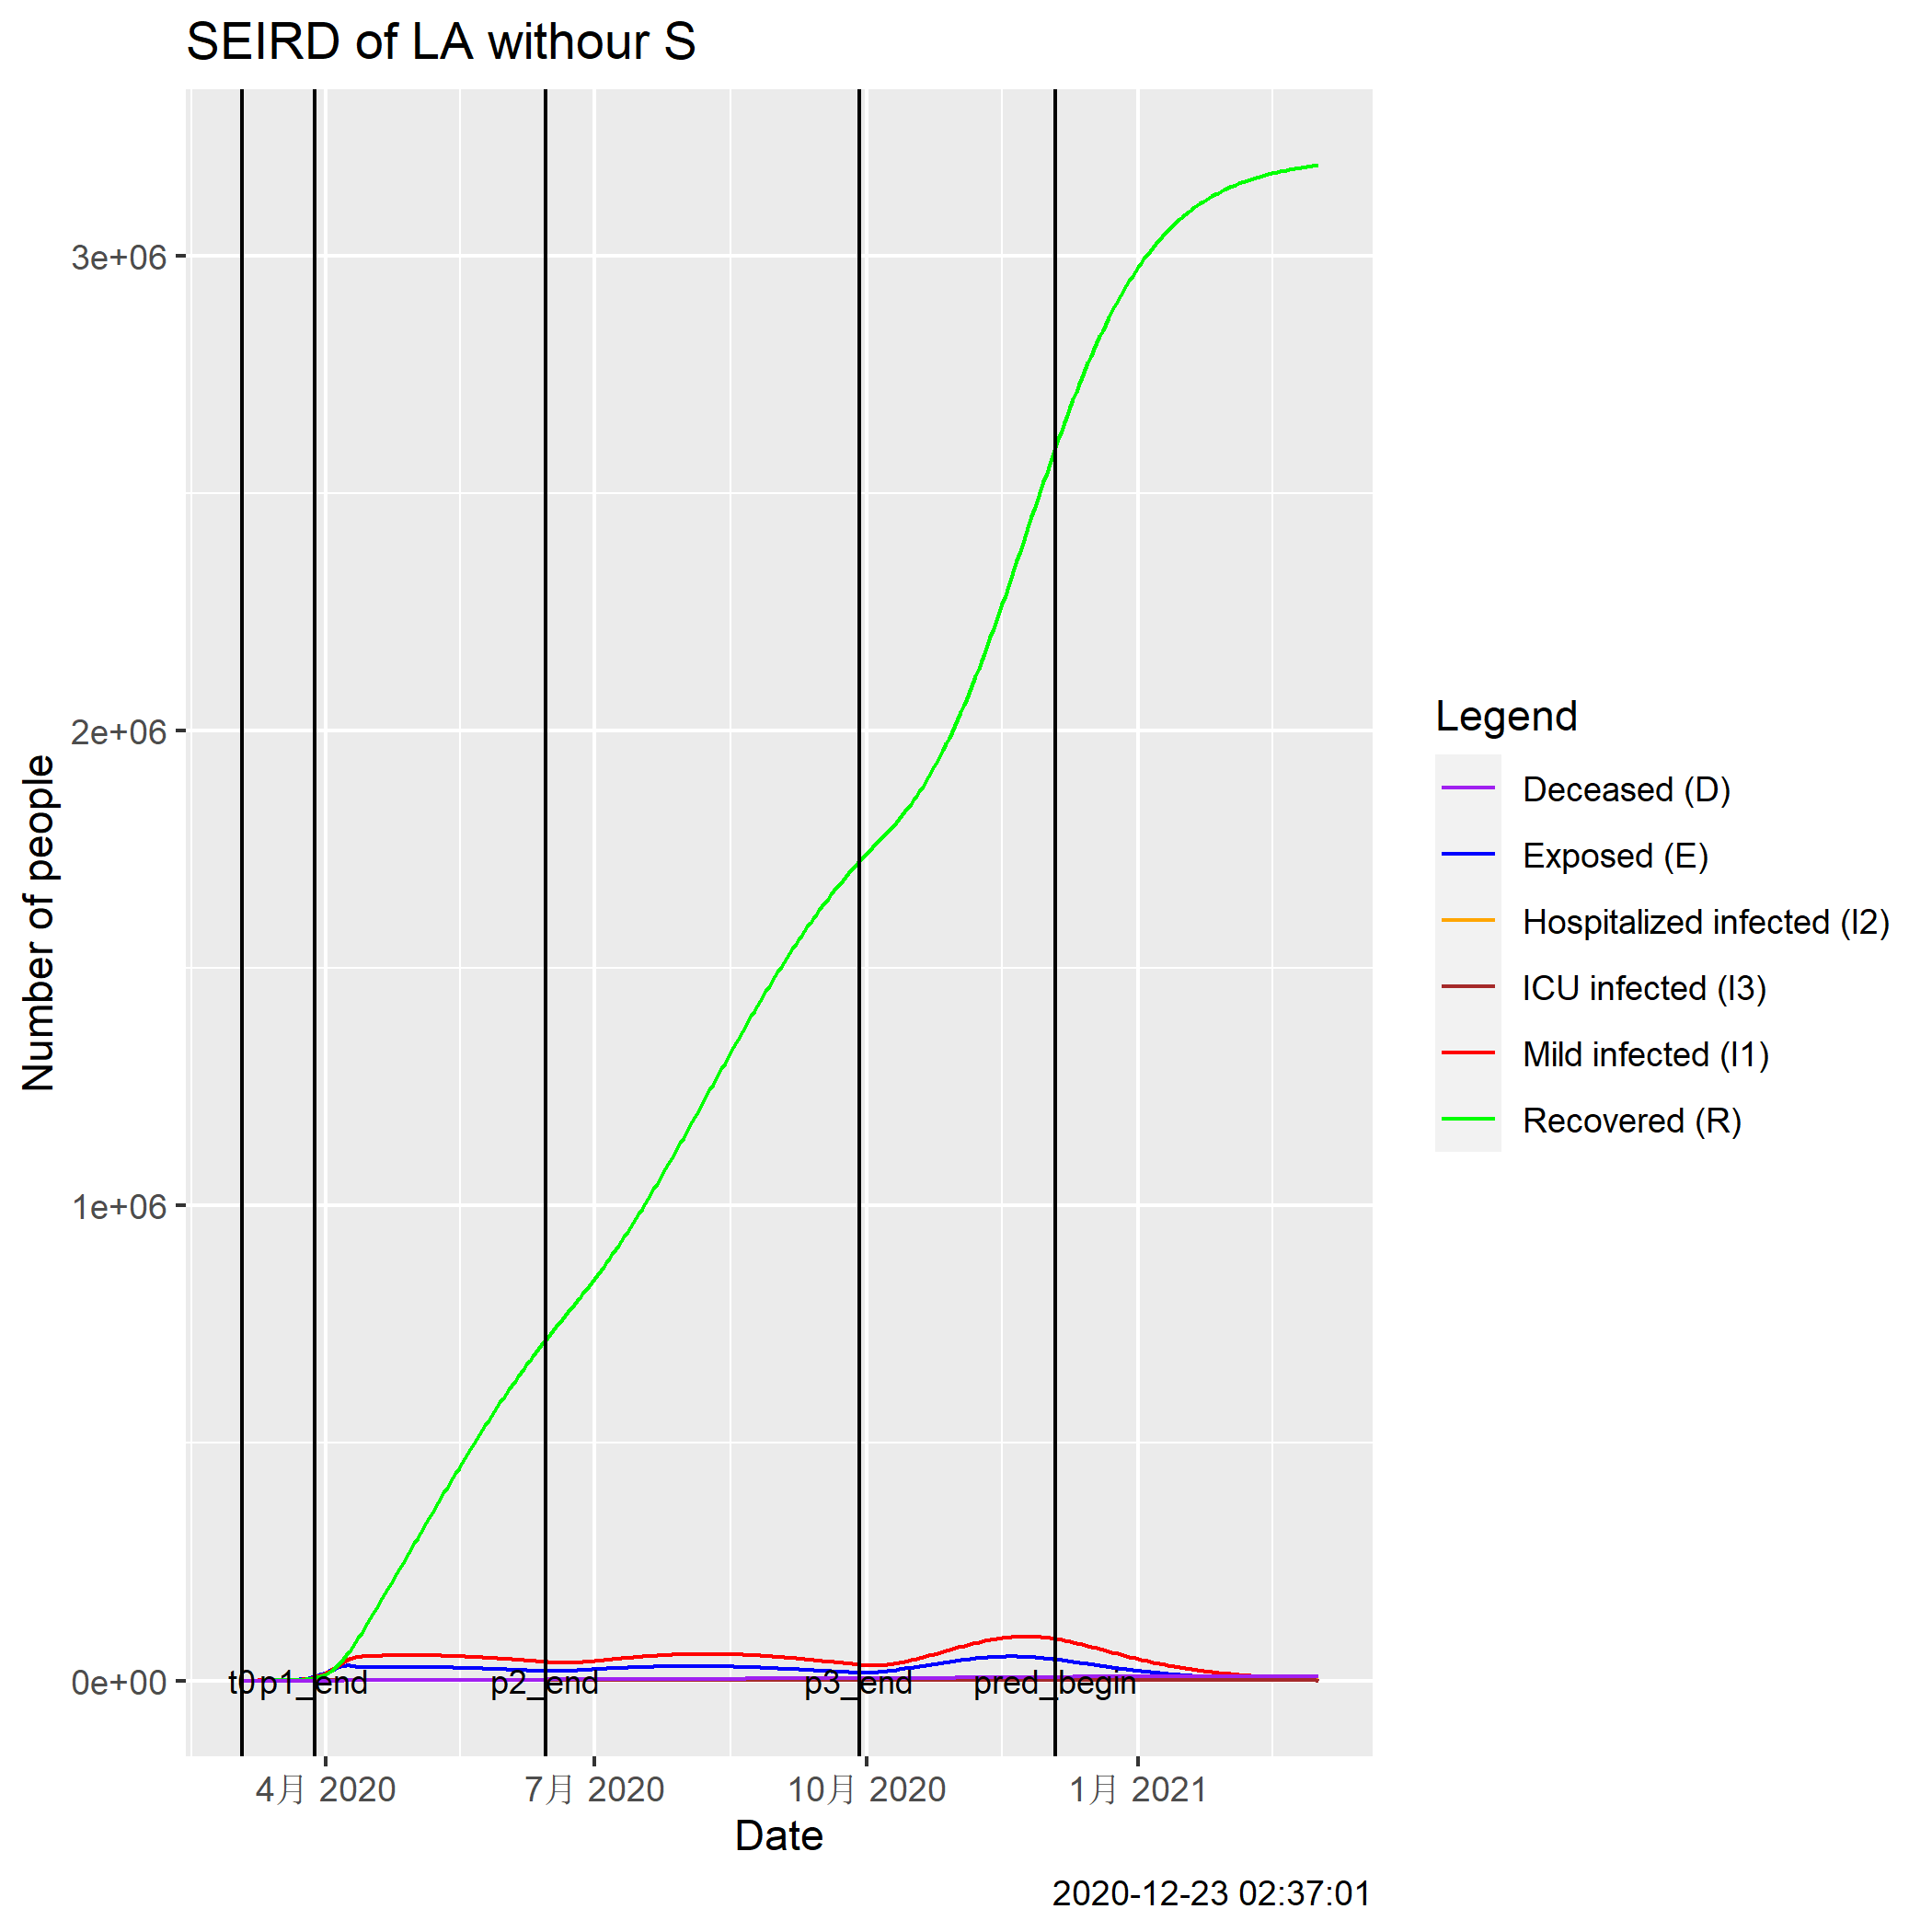 SEIRD of LA withour S
Number of people
3e+06
2e+06
1e+06
0e+00
t0 p1_end p2_end p3_end pred_begin
4月 2020 7月 2020 10月 2020 1月 2021
Date
2020-12-23 02:37:01
Legend
Deceased (D)
Exposed (E)
Hospitalized infected (I2)
ICU infected (I3)
Mild infected (I1)
Recovered (R)